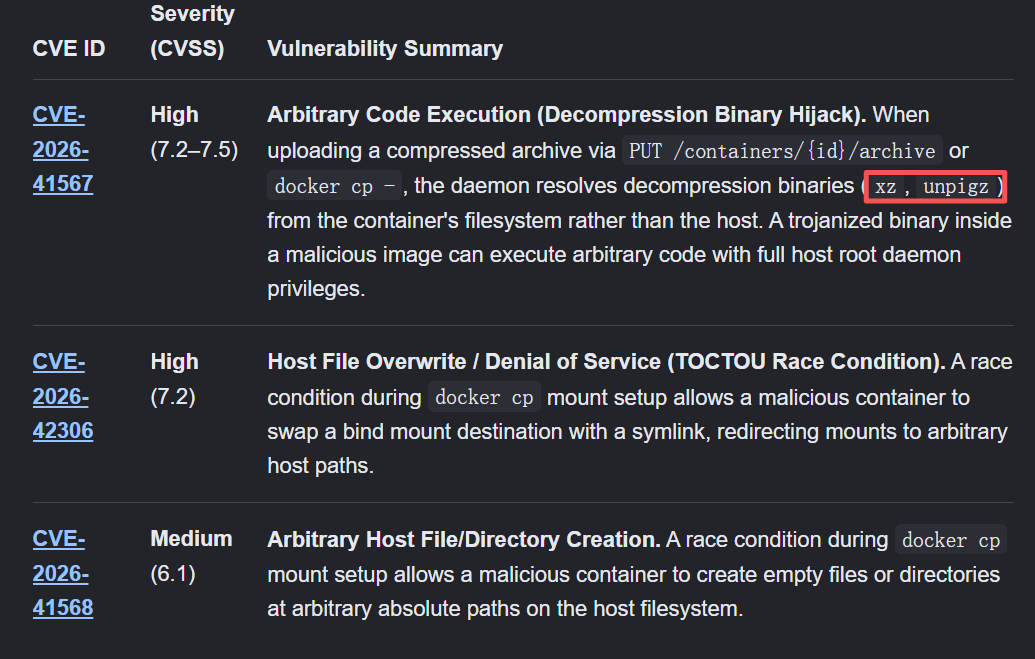 Severity
CVE ID (CVSS) Vulnerability Summary
CVE- High Arbitrary Code Execution (Decompression Binary Hijack). When
2026- (7.2–7.5) uploading a compressed archive via PUT /containers/{id}/archive or
41567 docker cp -, the daemon resolves decompression binaries (xz, unpigz)
from the container's filesystem rather than the host. A trojanized binary inside
a malicious image can execute arbitrary code with full host root daemon
privileges.
CVE- High Host File Overwrite / Denial of Service (TOCTOU Race Condition). A race
2026- (7.2) condition during docker cp mount setup allows a malicious container to
42306 swap a bind mount destination with a symlink, redirecting mounts to arbitrary
host paths.
CVE- Medium Arbitrary Host File/Directory Creation. A race condition during docker cp
2026- (6.1) mount setup allows a malicious container to create empty files or directories
41568 at arbitrary absolute paths on the host filesystem.